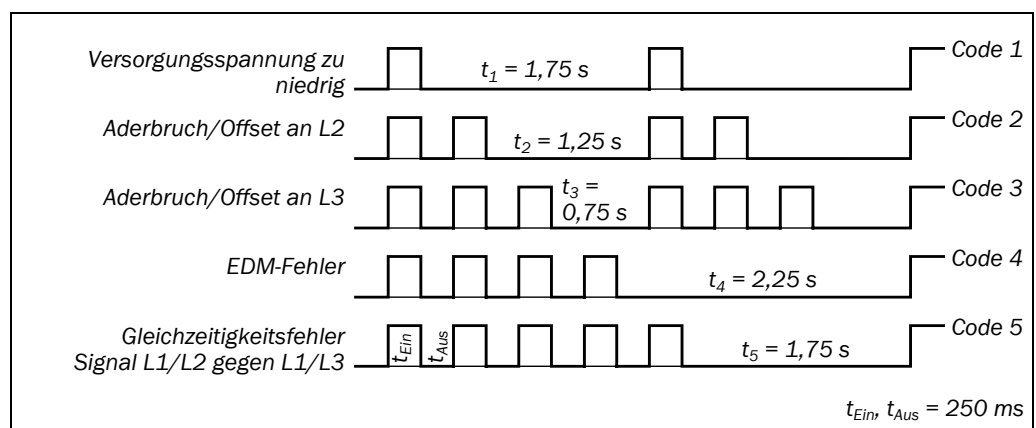 Versorgungsspannung zu
niedrig
t1 = 1,75 s
Code 1
Aderbruch/Offset an L2
t2 = 1,25 s
Code 2
Aderbruch/Offset an L3
t3 =
0,75 s
Code 3
EDM-Fehler
t4 = 2,25 s
Code 4
Gleichzeitigkeitsfehler
Signal L1/L2 gegen L1/L3
tEin
tAus
t5 = 1,75 s
Code 5
tEin, tAus = 250 ms